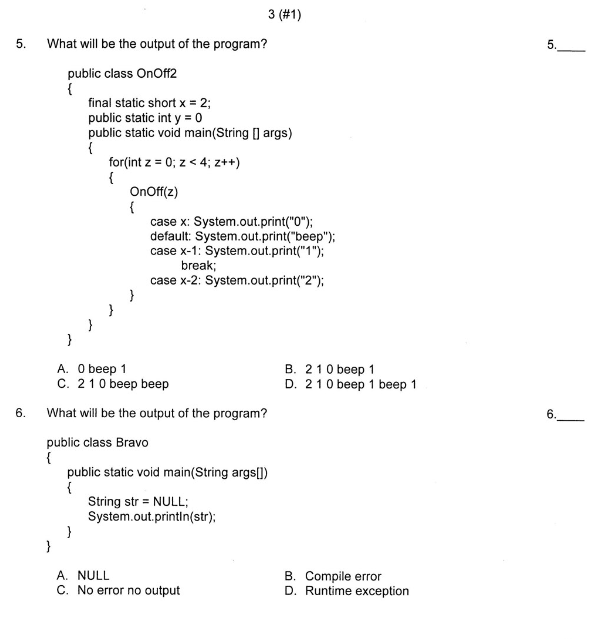 3 (#1)
5. What will be the output of the program? 5.____
public class OnOff2
{
final static short x = 2;
public static int y = 0
public static void main(String [] args)
{
for(int z = 0; z < 4; z++)
{
OnOff(z)
{
case x: System.out.print("0");
default: System.out.print("beep");
case x-1: System.out.print("1");
break;
case x-2: System.out.print("2");
}
}
}
}
A. 0 beep 1 B. 2 1 0 beep 1
C. 2 1 0 beep beep D. 2 1 0 beep 1 beep 1
6. What will be the output of the program? 6.____
public class Bravo
{
public static void main(String args[])
{
String str = NULL;
System.out.println(str);
}
}
A. NULL B. Compile error
C. No error no output D. Runtime exception